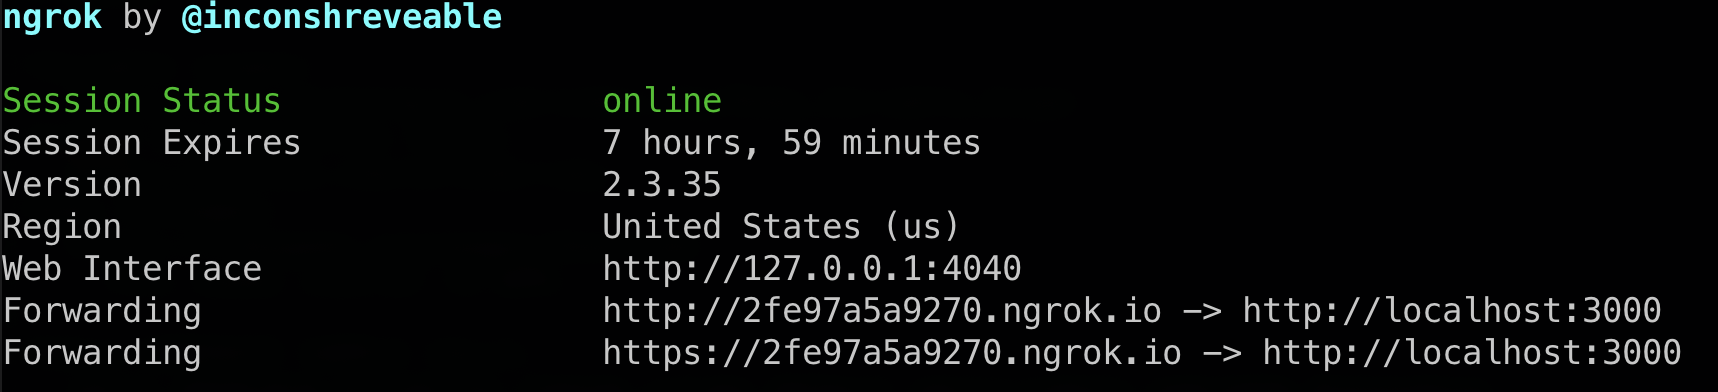 ngrok by @inconshreveable
Session Status online
Session Expires 7 hours, 59 minutes
Version 2.3.35
Region United States (us)
Web Interface http://127.0.0.1:4040
Forwarding http://2fe97a5a9270.ngrok.io -> http://localhost:3000
Forwarding https://2fe97a5a9270.ngrok.io -> http://localhost:3000